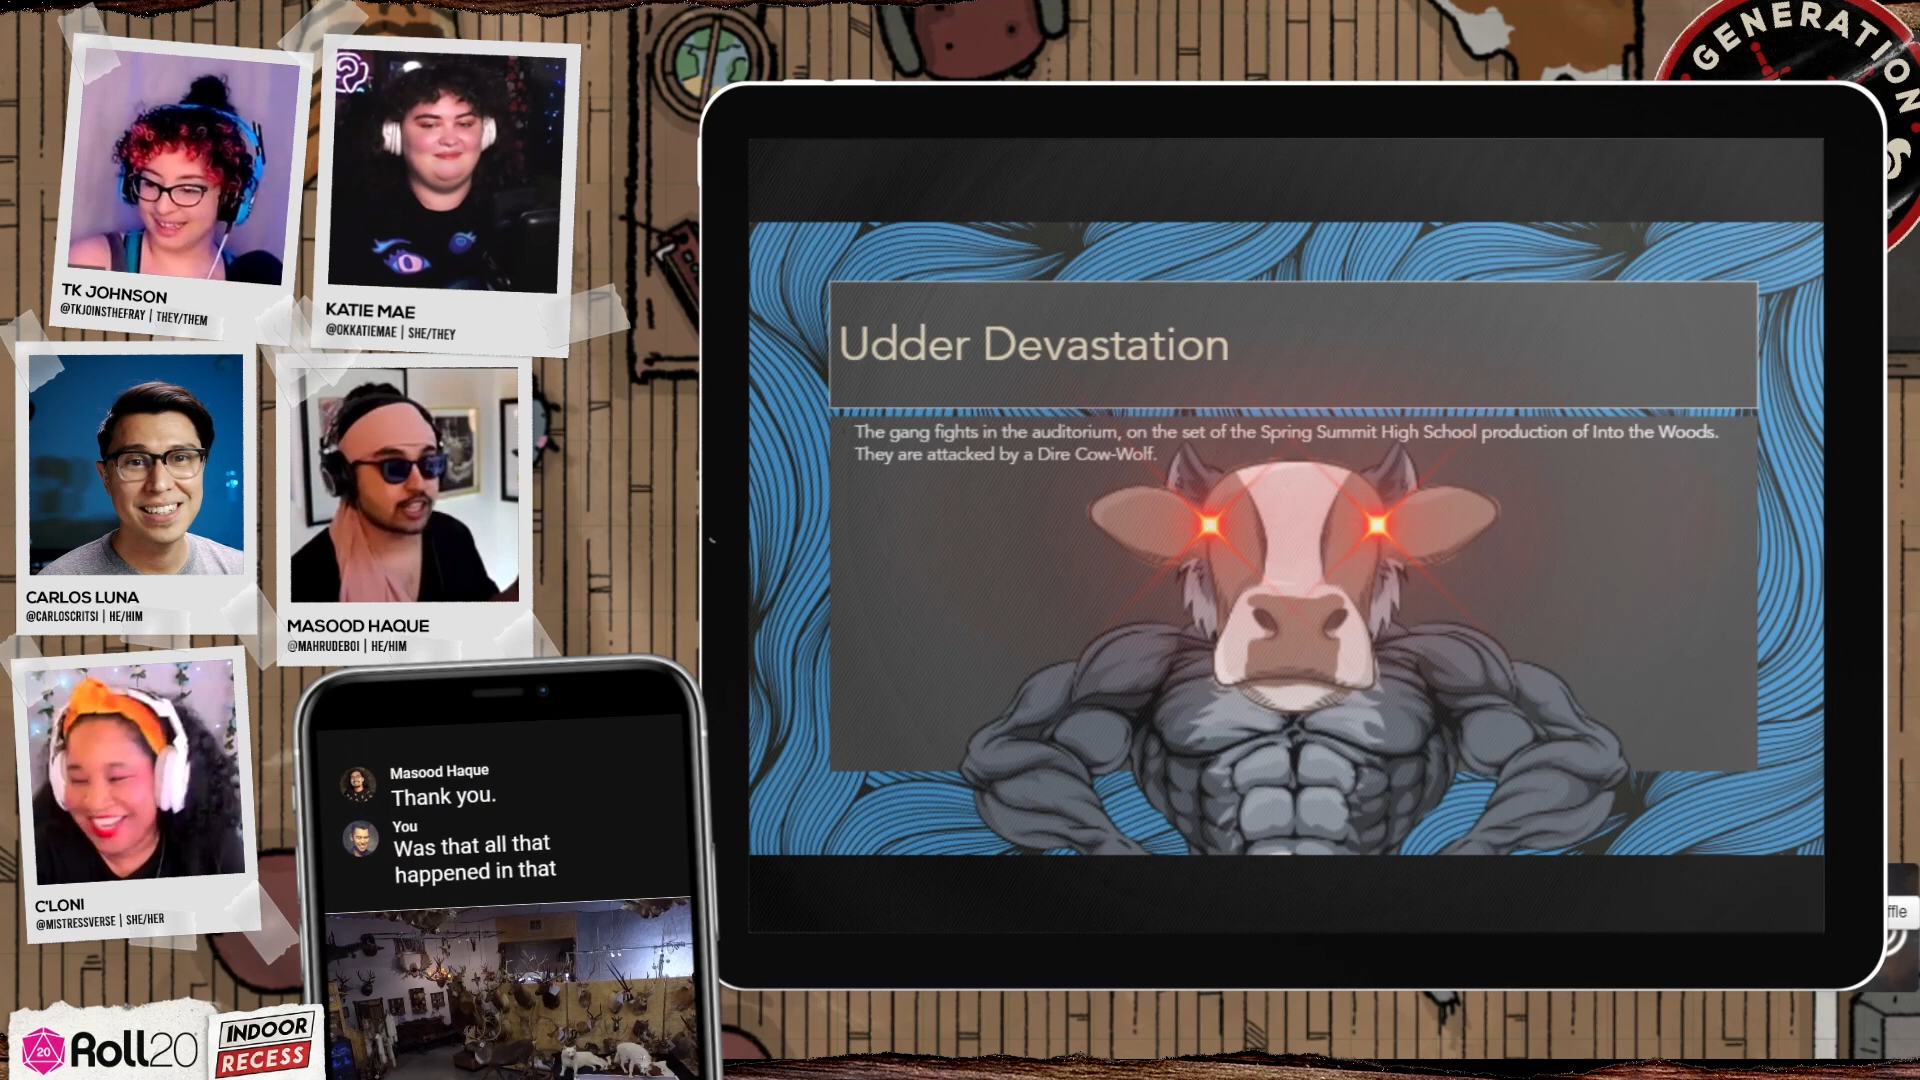 GENERATION
S
TK JOHNSON
@TKJOINSTHEFRAY | THEY/THEM
KATIE MAE
@OKKATIEMAE | SHE/THEY
CARLOS LUNA
@CARLOSCRITSI | HE/HIM
MASOOD HAQUE
@MAHRUDEBOI | HE/HIM
C'LONI
@MISTRESSVERSE | SHE/HER
Udder Devastation
The gang fights in the auditorium, on the set of the Spring Summit High School production of Into the Woods.
They are attacked by a Dire Cow-Wolf.
Masood Haque
Thank you.
You
Was that all that
happened in that
20 Roll20
INDOOR
RECESS
ffle